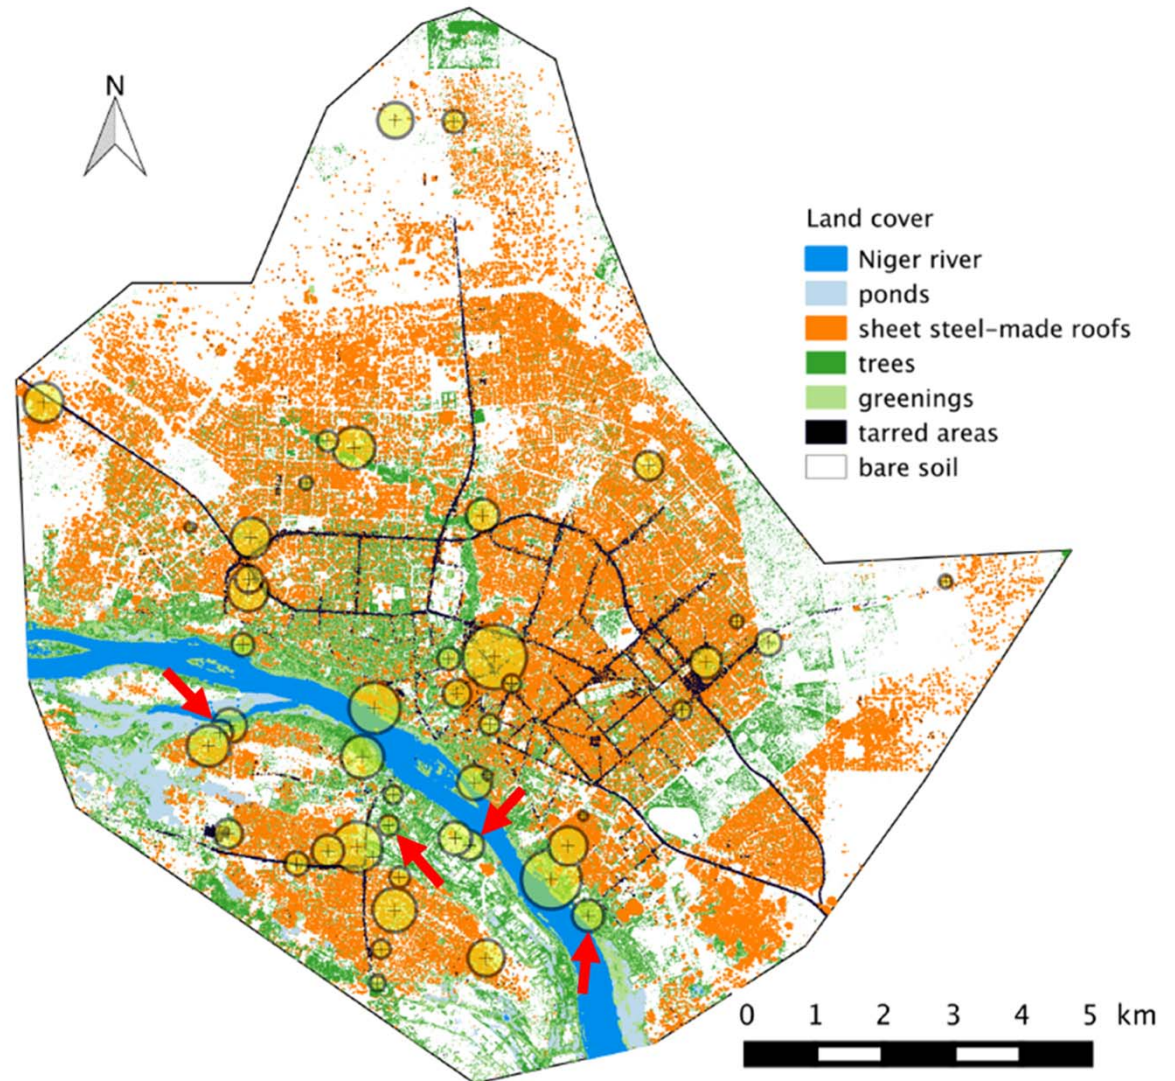 N
Land cover
Niger river
ponds
sheet steel-made roofs
trees
greenings
tarred areas
bare soil
0 1 2 3 4 5 km